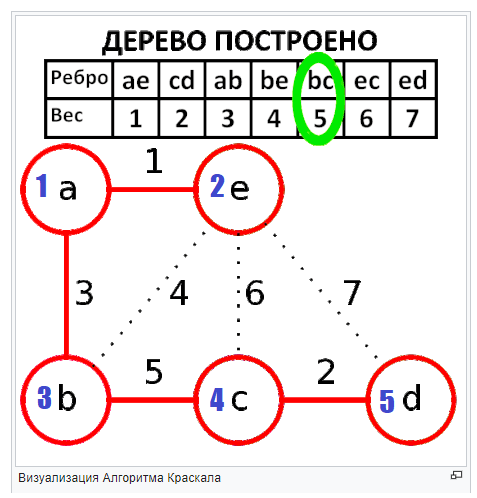 ДЕРЕВО ПОСТРОЕНО
Ребро ae cd ab be bc ec ed
Вес 1 2 3 4 5 6 7
1
1 a 2 e
3 4 6 7
5 2
3 b 4 c 5 d
Визуализация Алгоритма Краскала